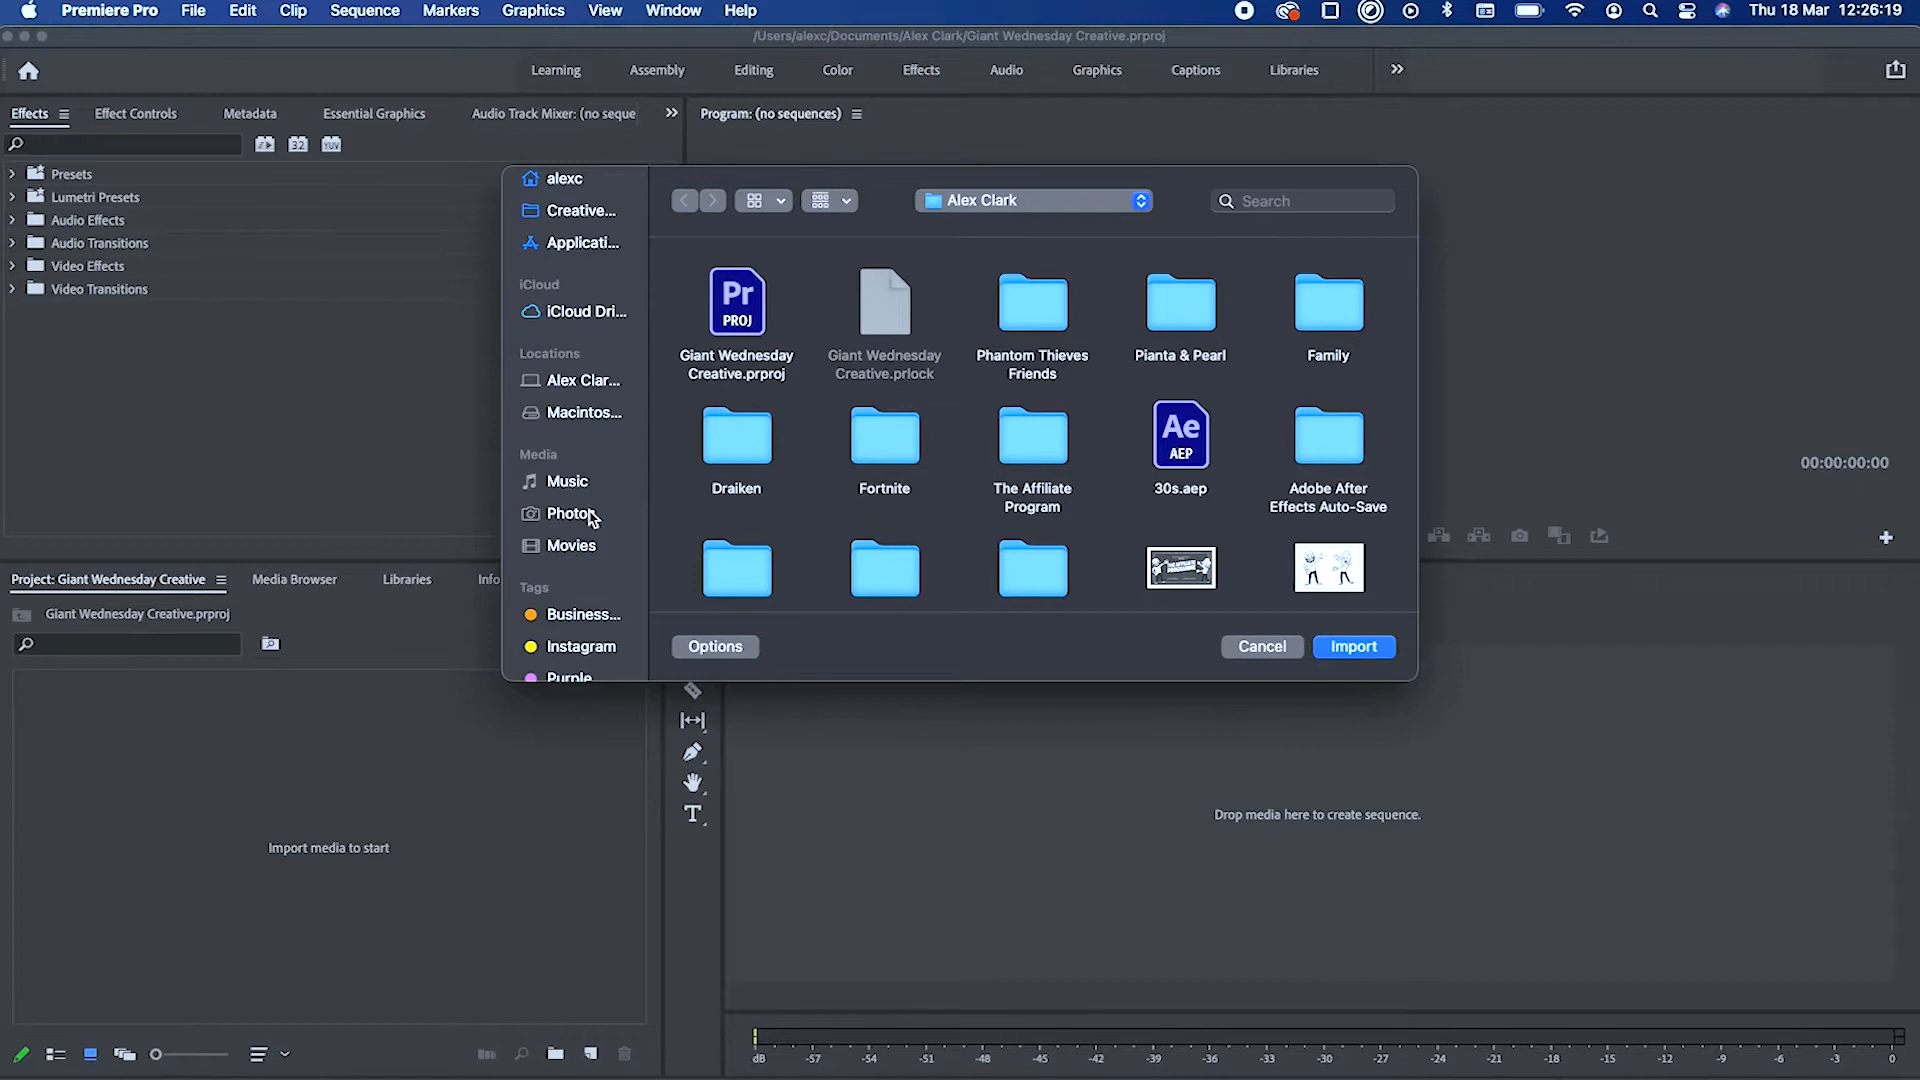 Premiere Pro File Edit Clip Sequence Markers Graphics View Window Help Thu 18 Mar 12:26:19
/Users/alexc/Documents/Alex Clark/Giant Wednesday Creative.prproj
Learning Assembly Editing Color Effects Audio Graphics Captions Libraries
Effects Effect Controls Metadata Essential Graphics Audio Track Mixer: (no seque
Program: (no sequences)
32 YUV
Presets
Lumetri Presets
Audio Effects
Audio Transitions
Video Effects
Video Transitions
alexc
Creative...
Applicati...
iCloud
iCloud Dri...
Locations
Alex Clar...
Macintos...
Media
Music
Photos
Movies
Tags
Business...
Instagram
Purple
Alex Clark
Search
Pr
PROJ
Giant Wednesday
Creative.prproj
Giant Wednesday
Creative.prlock
Phantom Thieves
Friends
Pianta & Pearl
Family
Draiken
Fortnite
The Affiliate
Program
Ae
AEP
30s.aep
Adobe After
Effects Auto-Save
Options
Cancel
Import
00:00:00:00
Project: Giant Wednesday Creative Media Browser Libraries Info
Giant Wednesday Creative.prproj
Import media to start
T
Drop media here to create sequence.
dB -57 -54 -51 -48 -45 -42 -39 -36 -33 -30 -27 -24 -21 -18 -15 -12 -9 -6 -3 0